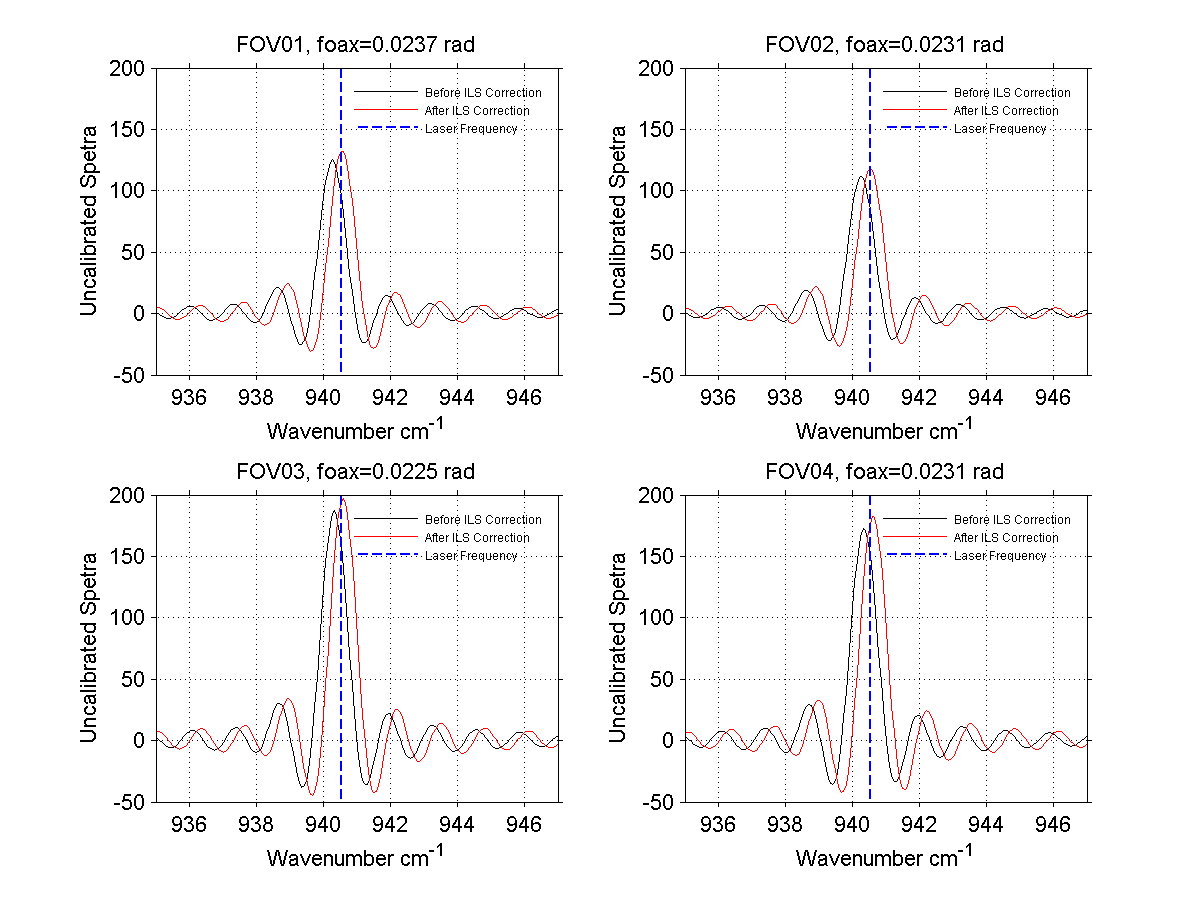 FOV01, foax=0.0237 rad
200
150
100
50
0
-50
Uncalibrated Spetra
Before ILS Correction
After ILS Correction
Laser Frequency
936 938 940 942 944 946
Wavenumber cm-1
FOV02, foax=0.0231 rad
200
150
100
50
0
-50
Uncalibrated Spetra
Before ILS Correction
After ILS Correction
Laser Frequency
936 938 940 942 944 946
Wavenumber cm-1
FOV03, foax=0.0225 rad
200
150
100
50
0
-50
Uncalibrated Spetra
Before ILS Correction
After ILS Correction
Laser Frequency
936 938 940 942 944 946
Wavenumber cm-1
FOV04, foax=0.0231 rad
200
150
100
50
0
-50
Uncalibrated Spetra
Before ILS Correction
After ILS Correction
Laser Frequency
936 938 940 942 944 946
Wavenumber cm-1